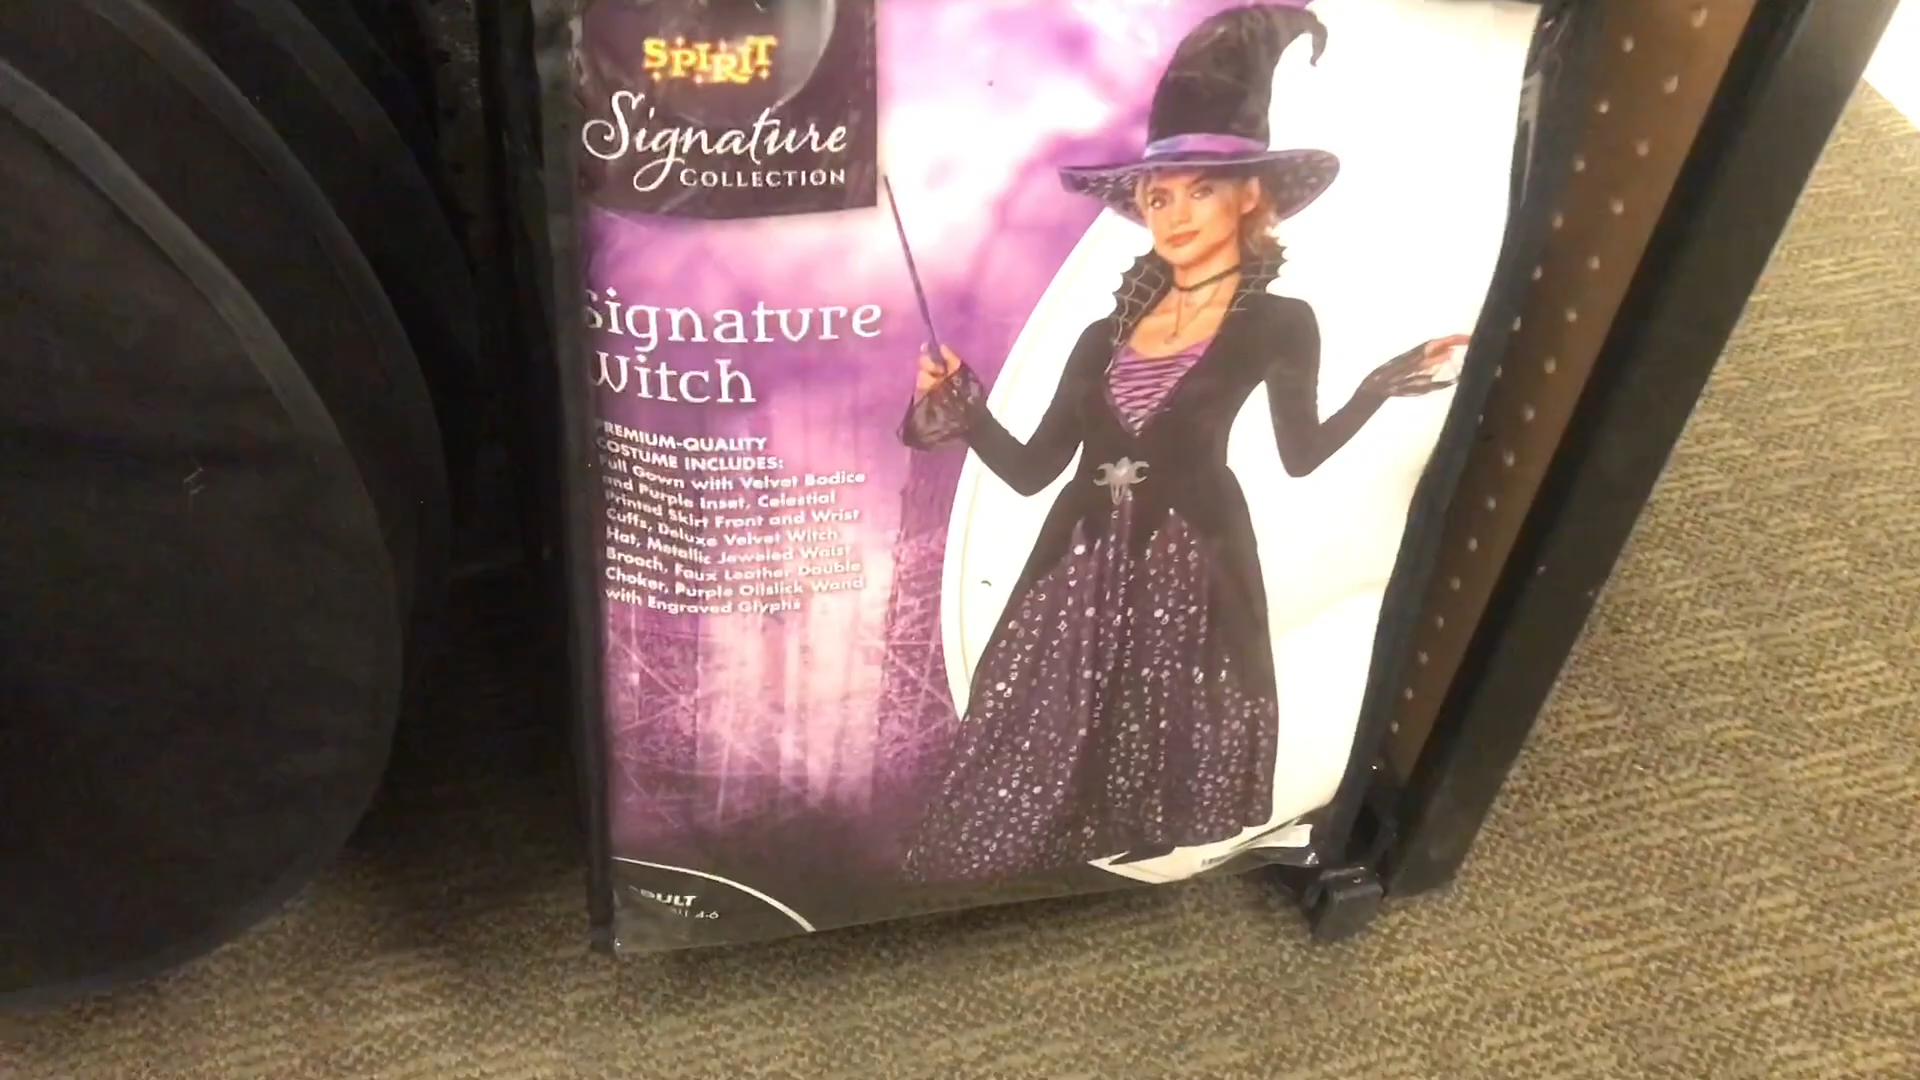 SPIRIT
Signature
COLLECTION
Signature
Witch
PREMIUM-QUALITY
COSTUME INCLUDES:
Full Gown with Velvet Bodice
and Purple Inset, Celestial
Printed Skirt Front and Wrist
Cuffs, Deluxe Velvet Witch
Hat, Metallic Jeweled Waist
Brooch, Faux Leather Double
Choker, Purple Oilslick Wand
with Engraved Glyphs
ADULT
4-6